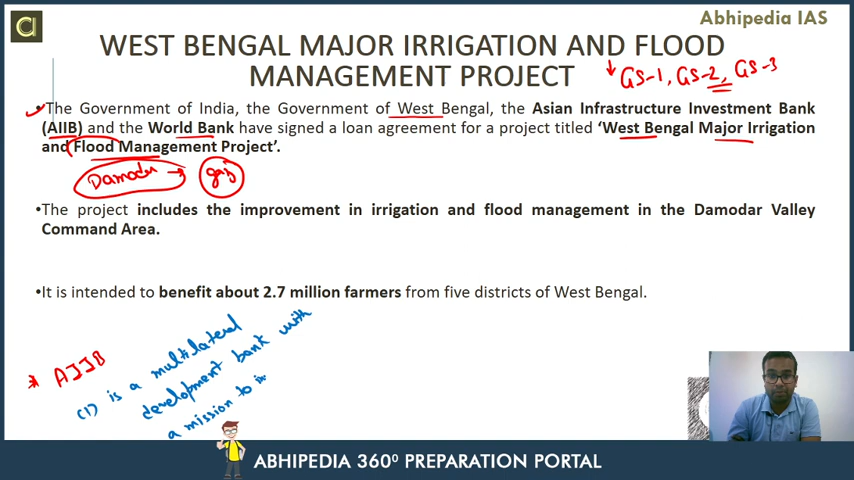 a
Abhipedia IAS
WEST BENGAL MAJOR IRRIGATION AND FLOOD
MANAGEMENT PROJECT
↓ GS-1, GS-2, GS-3
•The Government of India, the Government of West Bengal, the Asian Infrastructure Investment Bank
(AIIB) and the World Bank have signed a loan agreement for a project titled ‘West Bengal Major Irrigation
and Flood Management Project’.
Damodar →
•The project includes the improvement in irrigation and flood management in the Damodar Valley
Command Area.
•It is intended to benefit about 2.7 million farmers from five districts of West Bengal.
* AIIB
(1) is a multilateral
development bank with
a mission to
ABHIPEDIA 360⁰ PREPARATION PORTAL